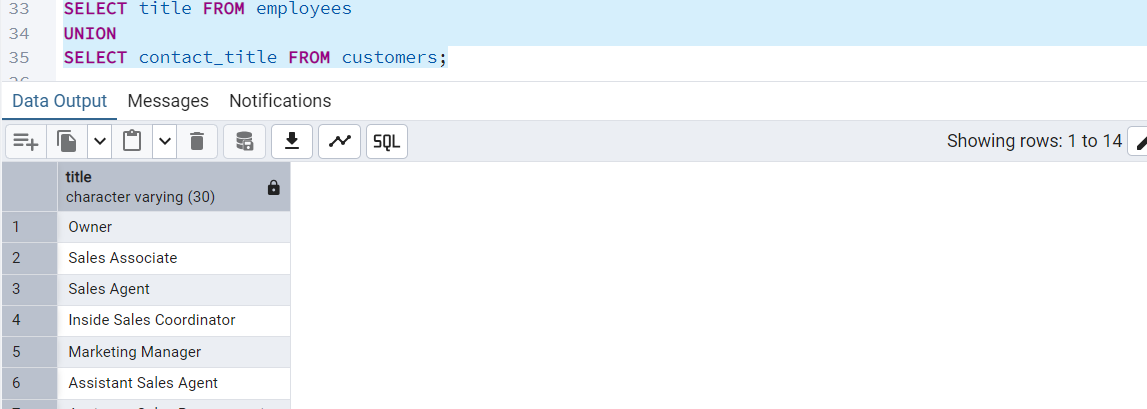 33 SELECT title FROM employees
34 UNION
35 SELECT contact_title FROM customers;
Data Output Messages Notifications
SQL Showing rows: 1 to 14
title
character varying (30)
1 Owner
2 Sales Associate
3 Sales Agent
4 Inside Sales Coordinator
5 Marketing Manager
6 Assistant Sales Agent